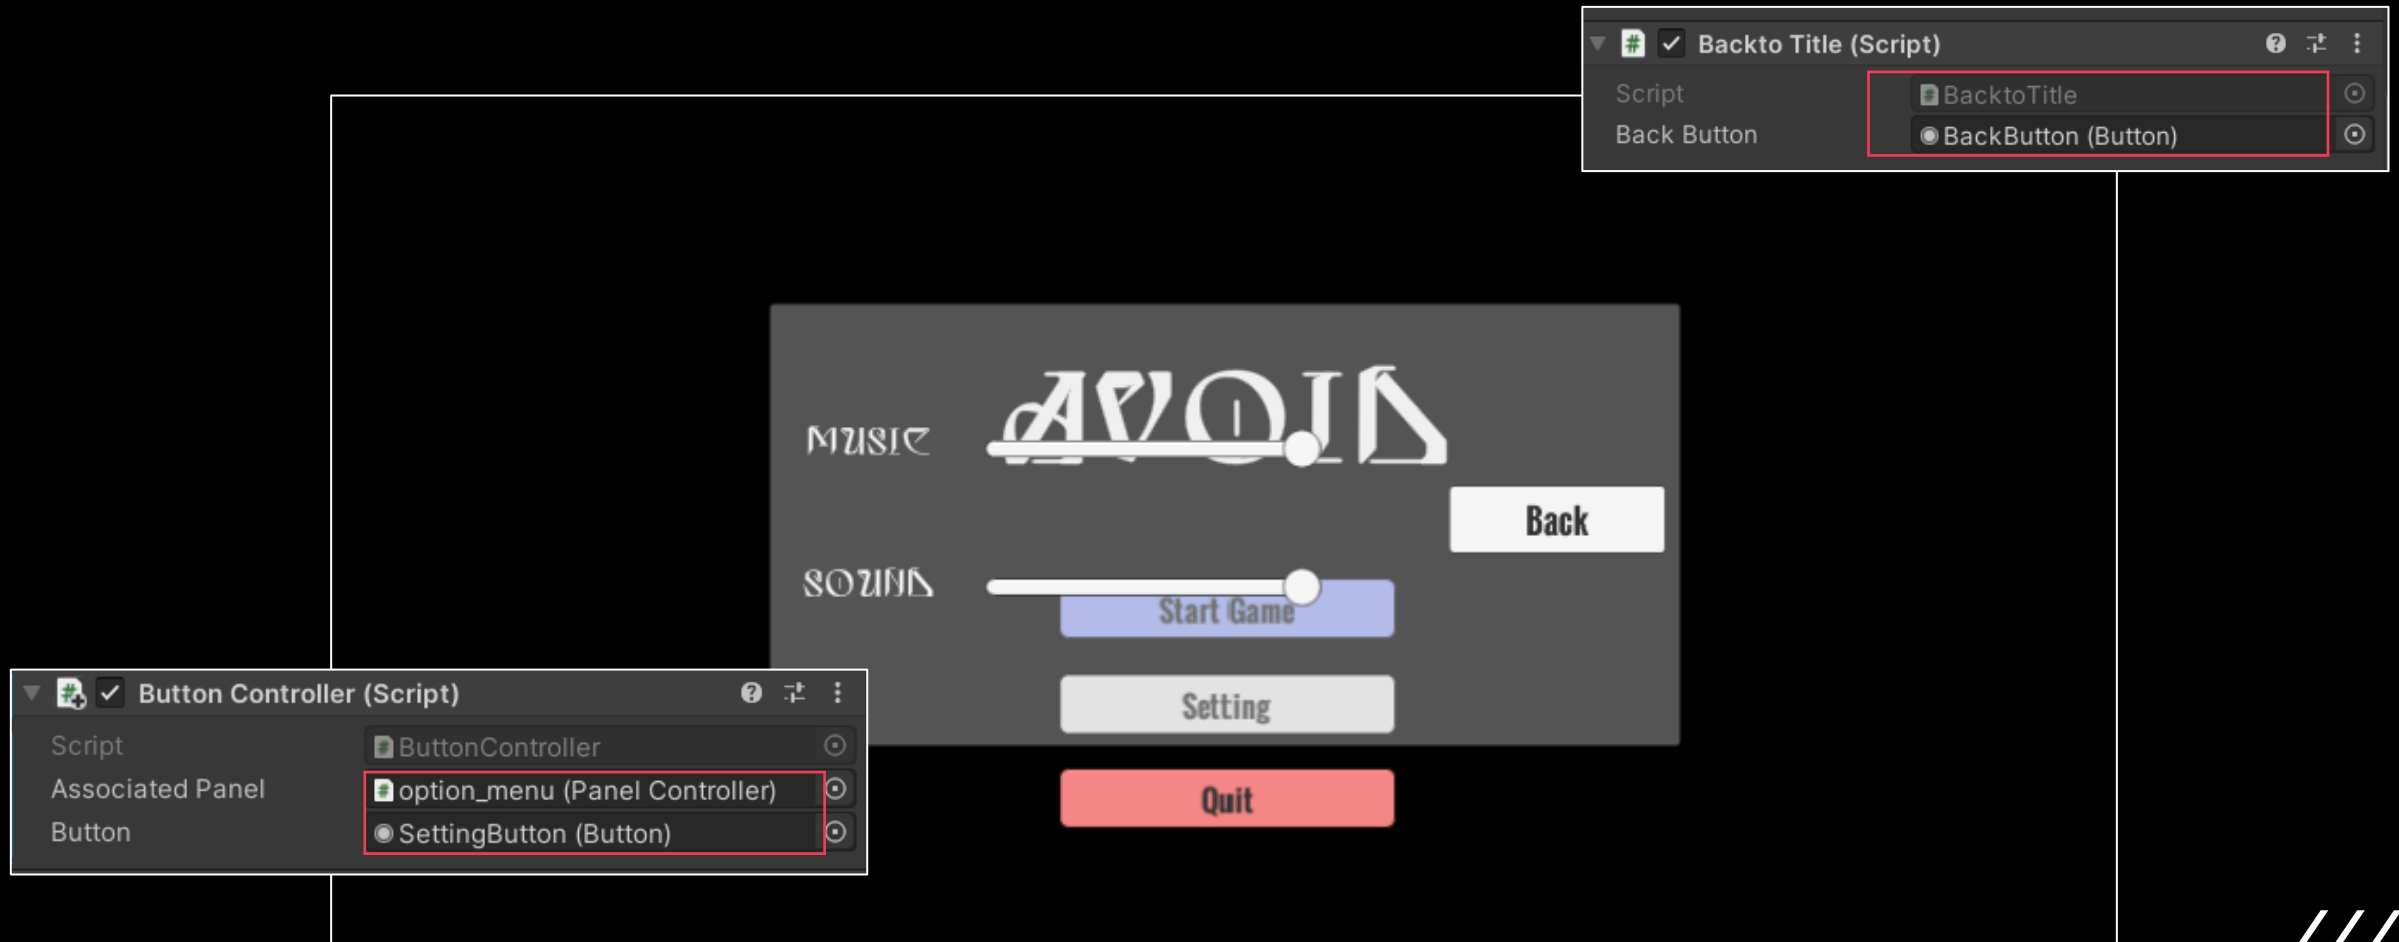 Backto Title (Script)
Script
BacktoTitle
Back Button
BackButton (Button)
AVOID
MUSIC
Back
SOUND
Start Game
Setting
Quit
Button Controller (Script)
Script
ButtonController
Associated Panel
option_menu (Panel Controller)
Button
SettingButton (Button)